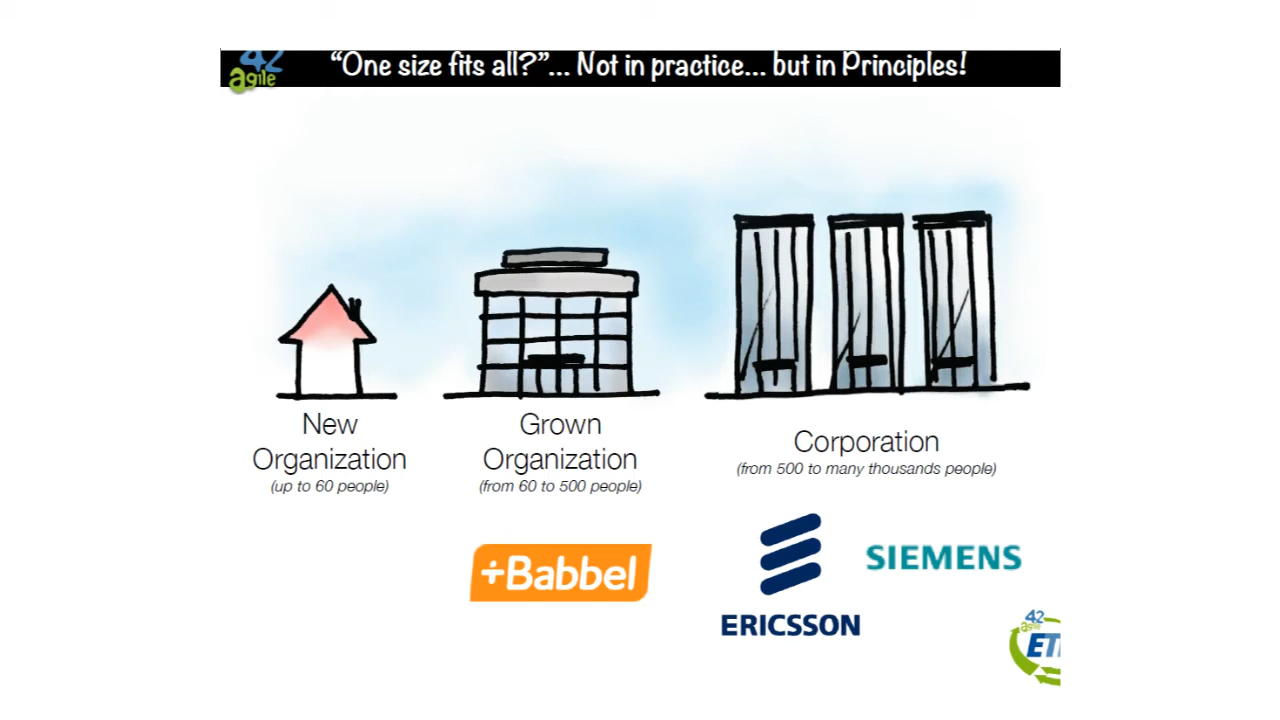 42
agile
“One size fits all?”... Not in practice... but in Principles!
New
Organization
(up to 60 people)
Grown
Organization
(from 60 to 500 people)
Corporation
(from 500 to many thousands people)
+Babbel
ERICSSON
SIEMENS
42
agile